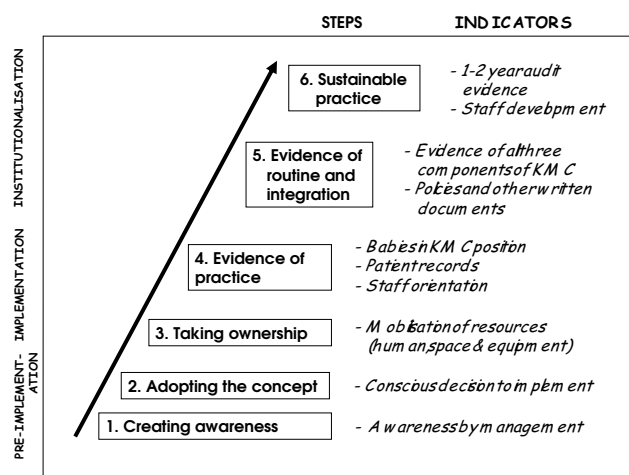 STEPS INDICATORS
INSTITUTIONALISATION
6. Sustainable
practice
- 1-2 year audit
evidence
- Staff development
5. Evidence of
routine and
integration
- Evidence of all three
components of KMC
- Policies and other written
documents
IMPLEMENTATION
4. Evidence of
practice
- Babies in KMC position
- Patient records
- Staff orientation
3. Taking ownership
- Mobilisation of resources
(human, space & equipment)
PRE-IMPLEMENT-
ATION
2. Adopting the concept
- Conscious decision to implement
1. Creating awareness
- Awareness by management